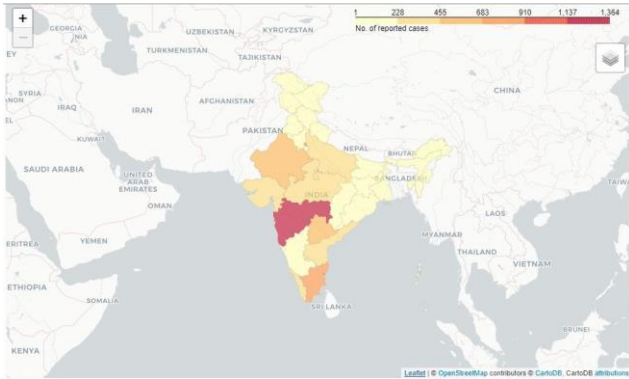 +
−
1 228 455 683 910 1,137 1,364
No. of reported cases
GEORGIA
UZBEKISTAN
KYRGYZSTAN
TURKMENISTAN
TAJIKISTAN
SYRIA
IRAQ
IRAN
AFGHANISTAN
CHINA
KUWAIT
PAKISTAN
NEPAL
BHUTAN
SAUDI ARABIA
UNITED
ARAB
EMIRATES
INDIA
BANGLADESH
OMAN
MYANMAR
LAOS
ERITREA
YEMEN
THAILAND
VIETNAM
ETHIOPIA
SOMALIA
SRI LANKA
BRUNEI
KENYA
Leaflet | © OpenStreetMap contributors © CartoDB, CartoDB attributions